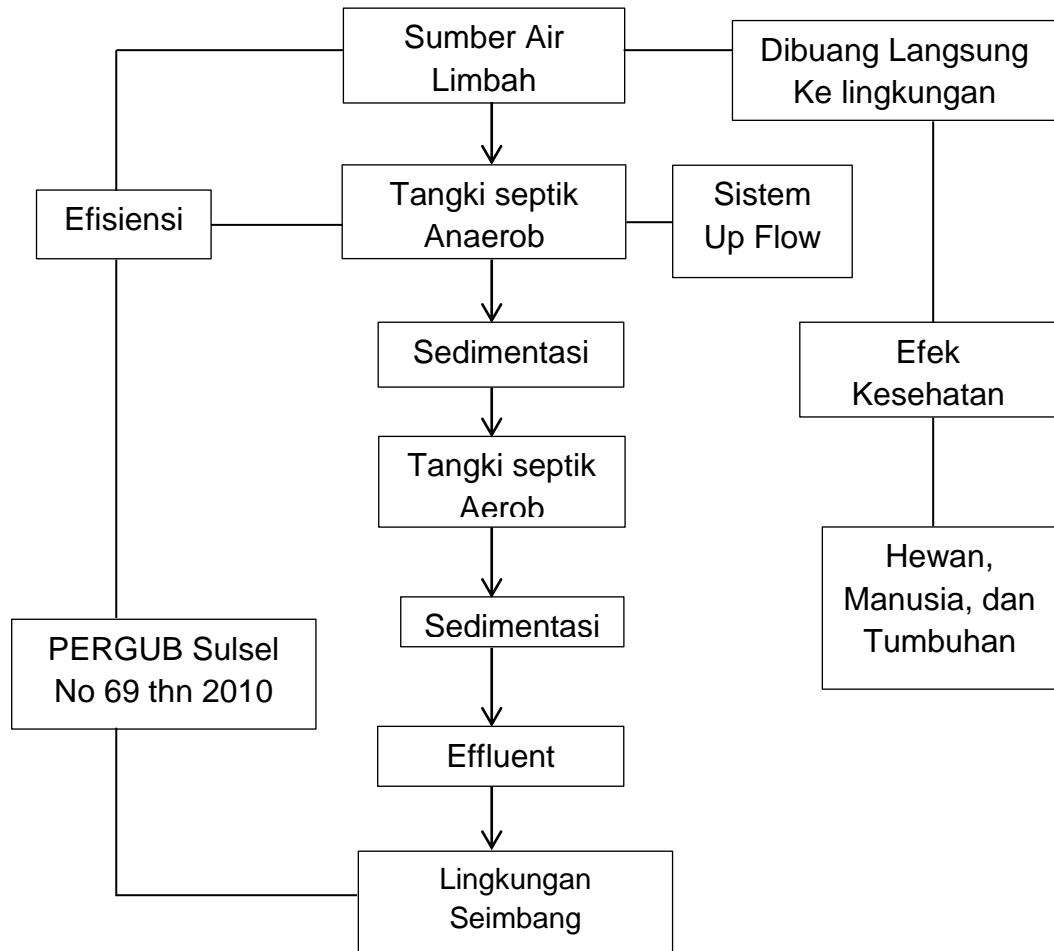 Sumber Air
Limbah
Dibuang Langsung
Ke lingkungan
Efisiensi
Tangki septik
Anaerob
Sistem
Up Flow
Sedimentasi
Efek
Kesehatan
Tangki septik
Aerob
Hewan,
Manusia, dan
Tumbuhan
Sedimentasi
PERGUB Sulsel
No 69 thn 2010
Effluent
Lingkungan
Seimbang